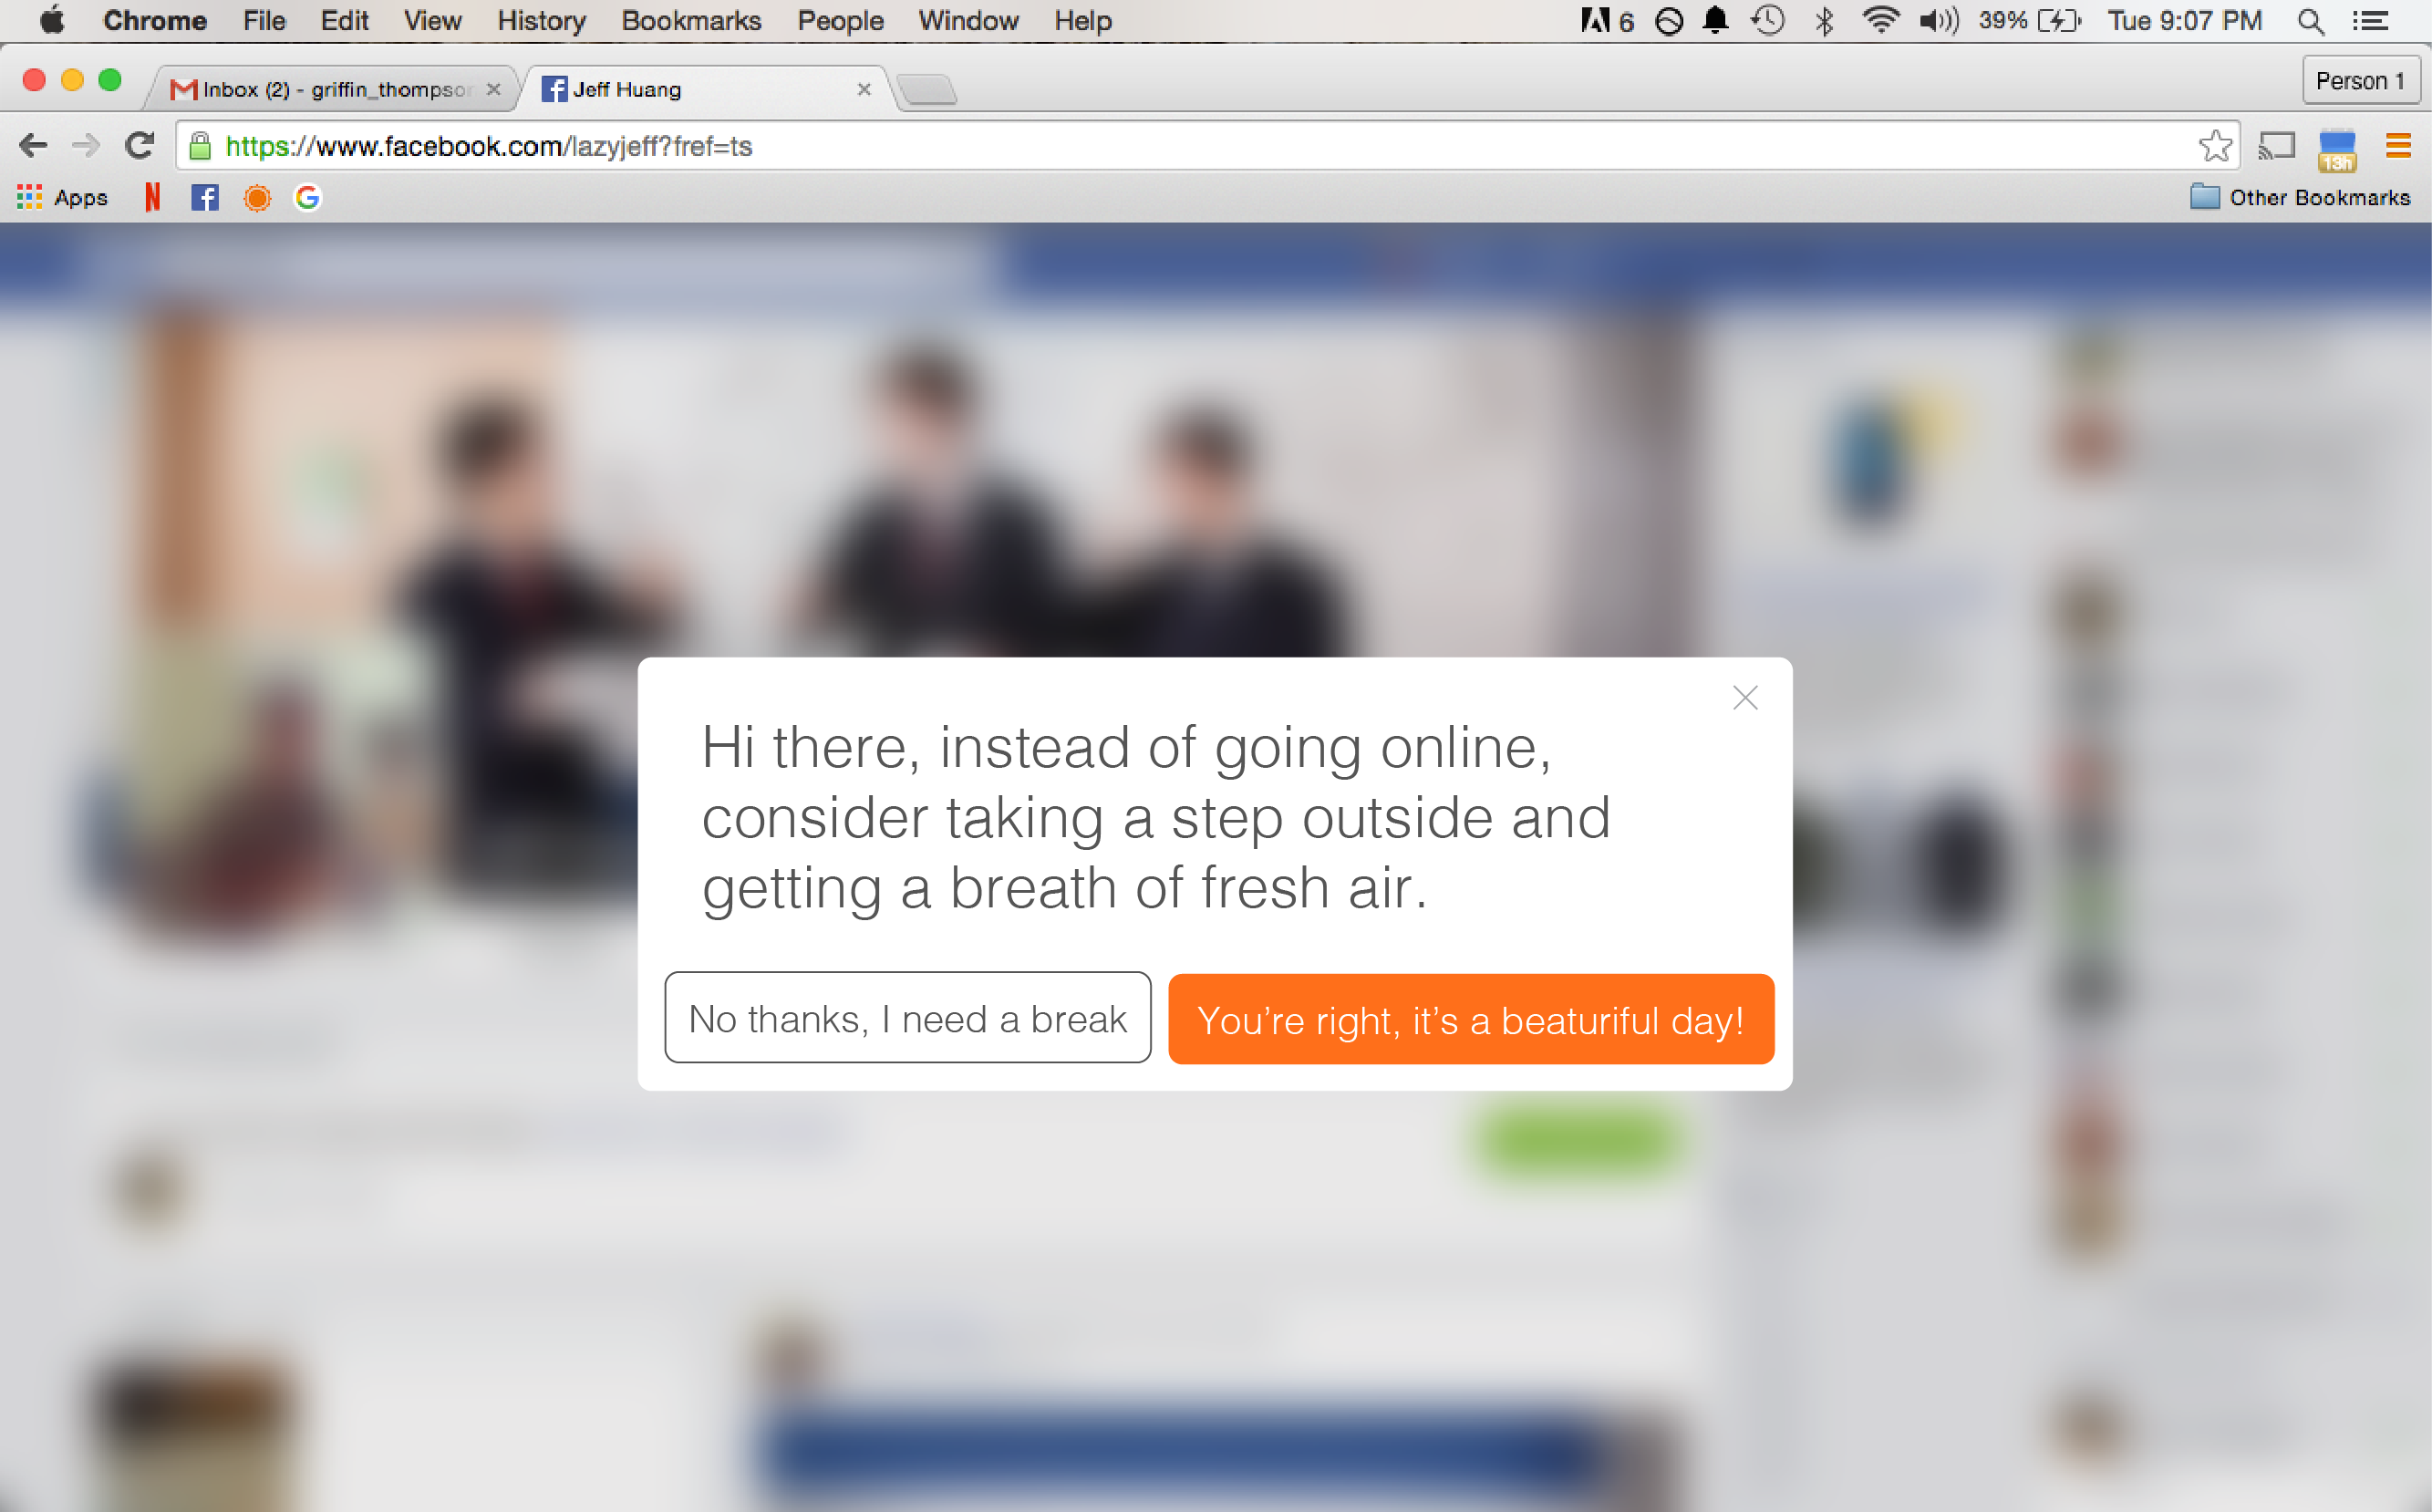 Chrome File Edit View History Bookmarks People Window Help 6 39% Tue 9:07 PM
Inbox (2) - griffin_thompson Jeff Huang Person 1
https://www.facebook.com/lazyjeff?fref=ts 13h
Apps Other Bookmarks
Hi there, instead of going online,
consider taking a step outside and
getting a breath of fresh air.
No thanks, I need a break You're right, it's a beaturiful day!